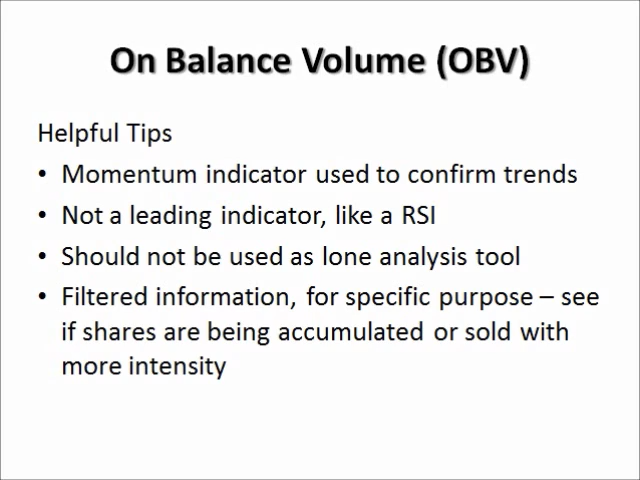 On Balance Volume (OBV)
Helpful Tips
• Momentum indicator used to confirm trends
• Not a leading indicator, like a RSI
• Should not be used as lone analysis tool
• Filtered information, for specific purpose – see
if shares are being accumulated or sold with
more intensity